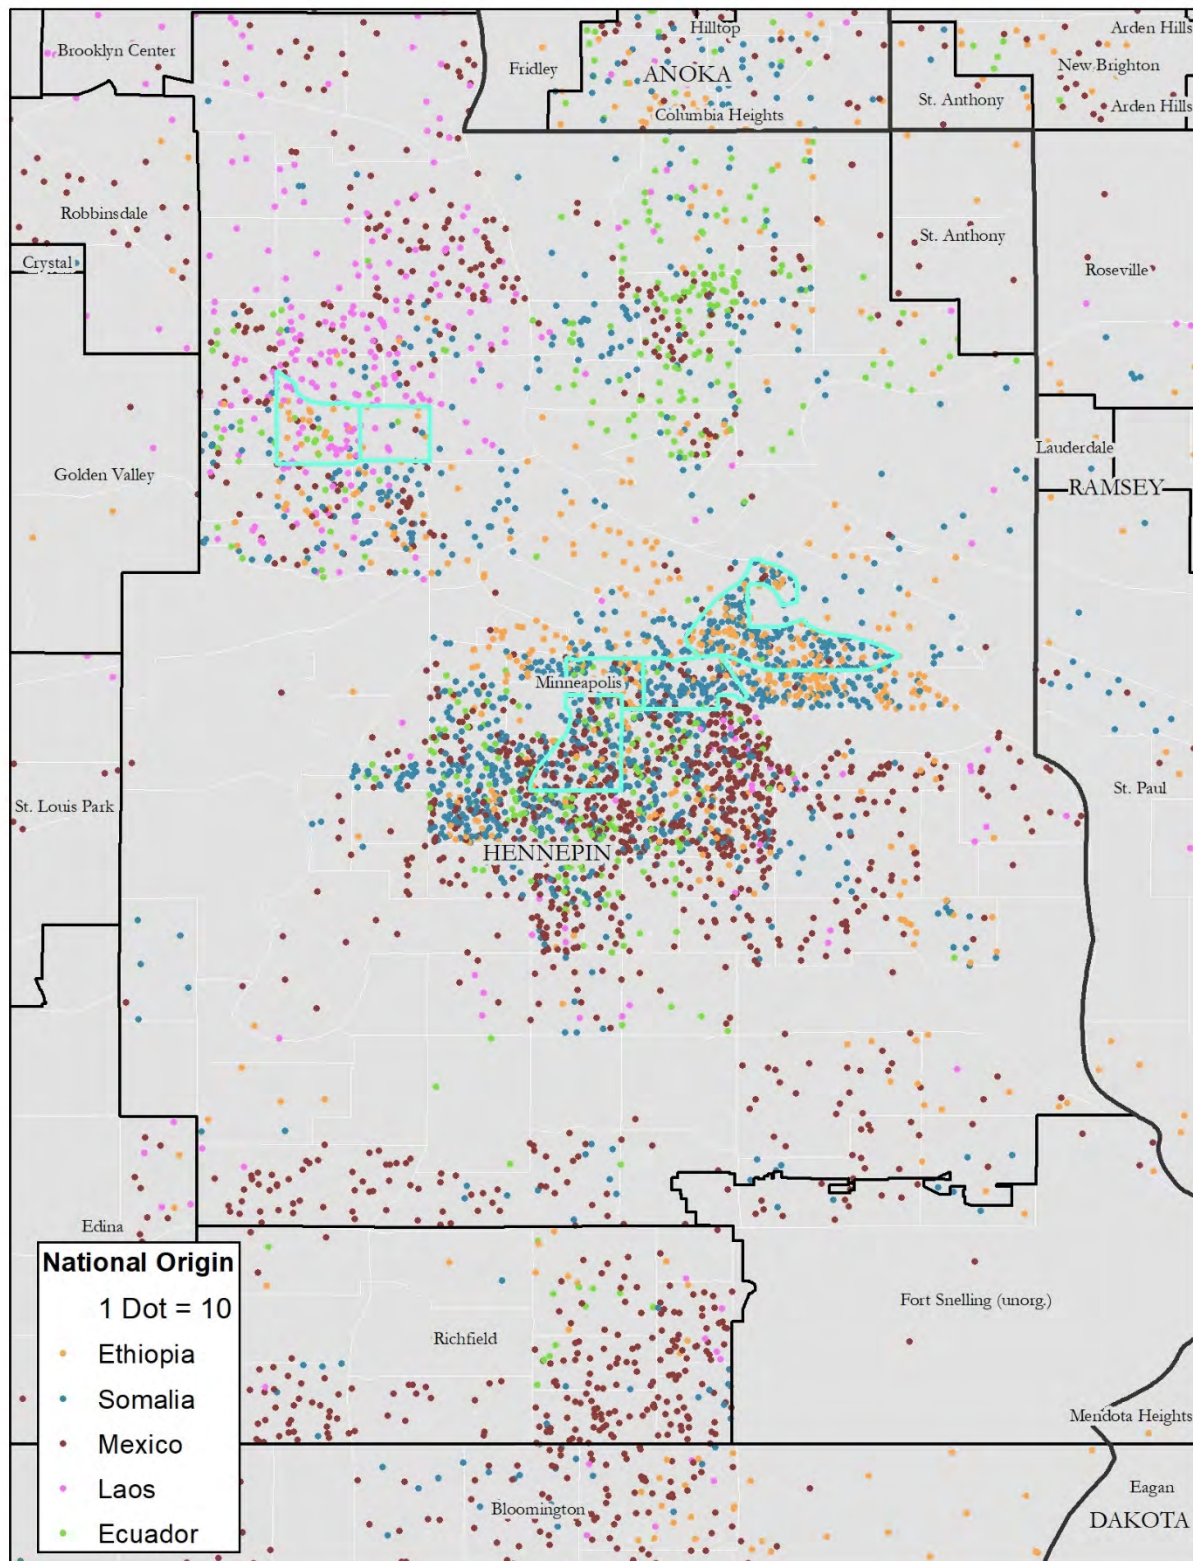 Hilltop
Arden Hills
Brooklyn Center
Fridley
ANOKA
New Brighton
St. Anthony
Arden Hills
Columbia Heights
Robbinsdale
St. Anthony
Crystal
Roseville
Lauderdale
Golden Valley
RAMSEY
Minneapolis
St. Louis Park
St. Paul
HENNEPIN
Edina
Fort Snelling (unorg.)
Richfield
Mendota Heights
Bloomington
Eagan
DAKOTA
National Origin
1 Dot = 10
Ethiopia
Somalia
Mexico
Laos
Ecuador